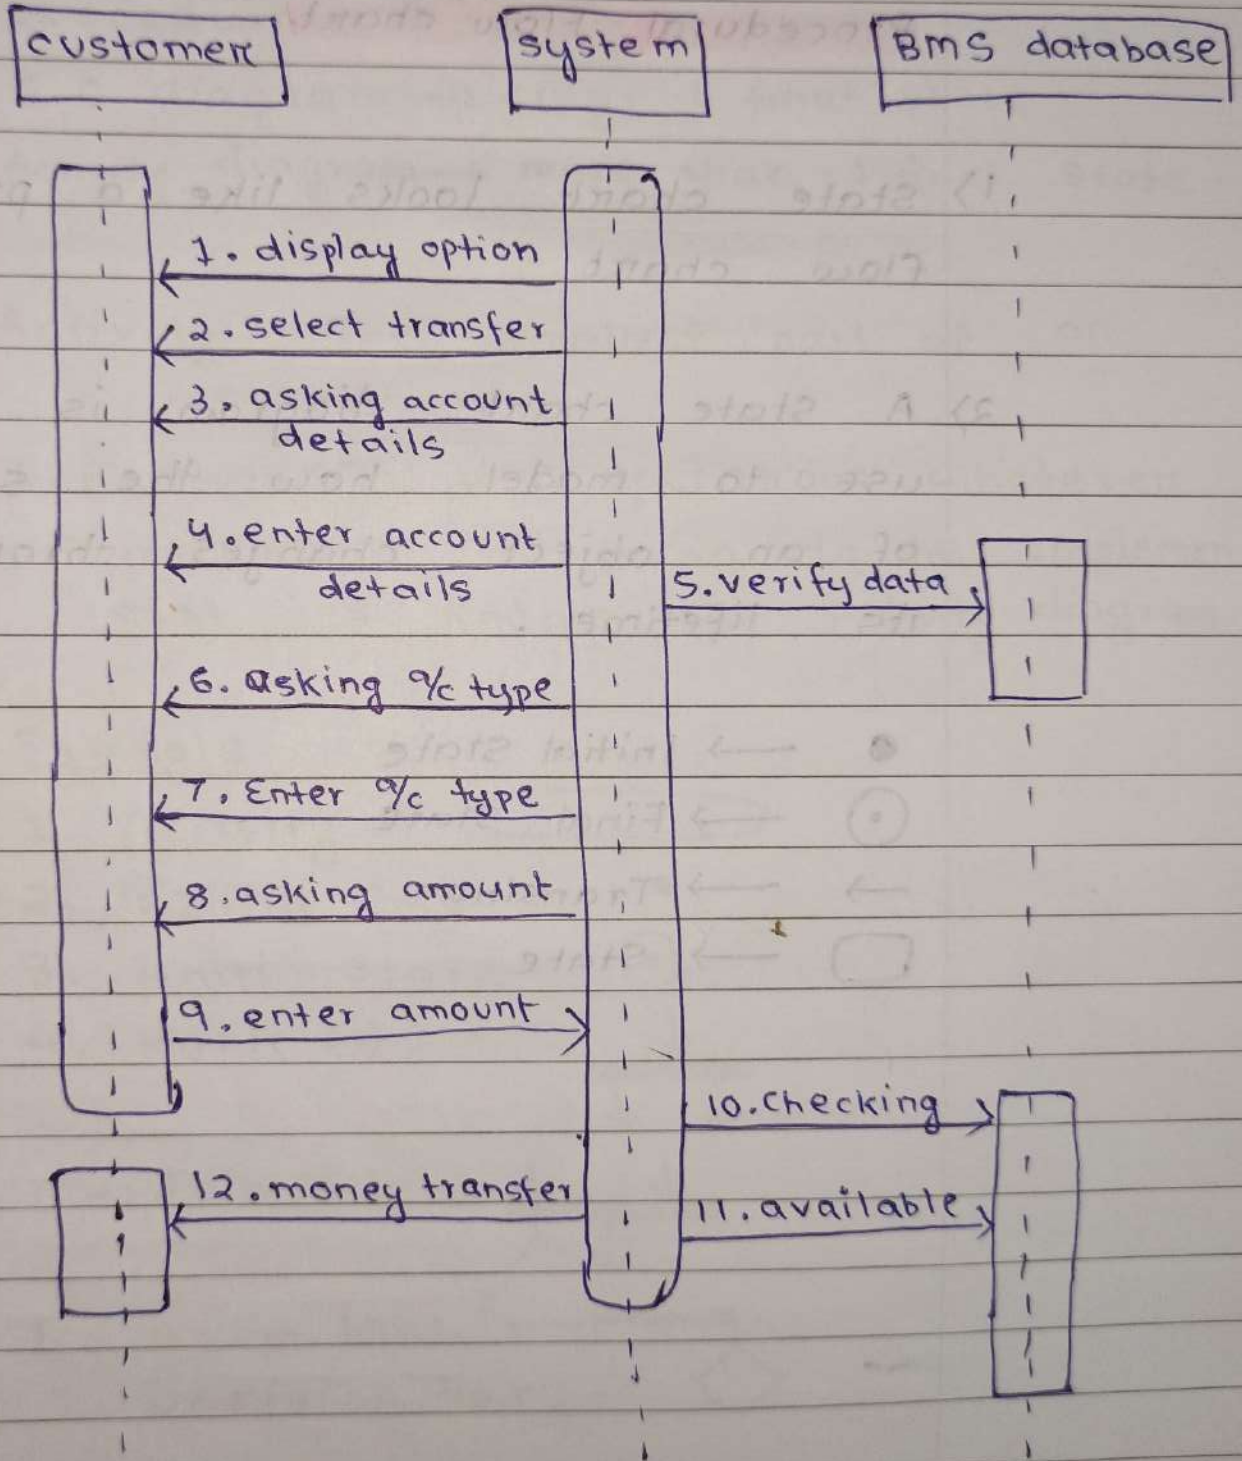 customer
system
BMS database
1. display option
2. select transfer
3. asking account
details
4. enter account
details
5. verify data
6. asking a/c type
7. Enter a/c type
8. asking amount
9. enter amount
10. checking
12. money transfer
11. available